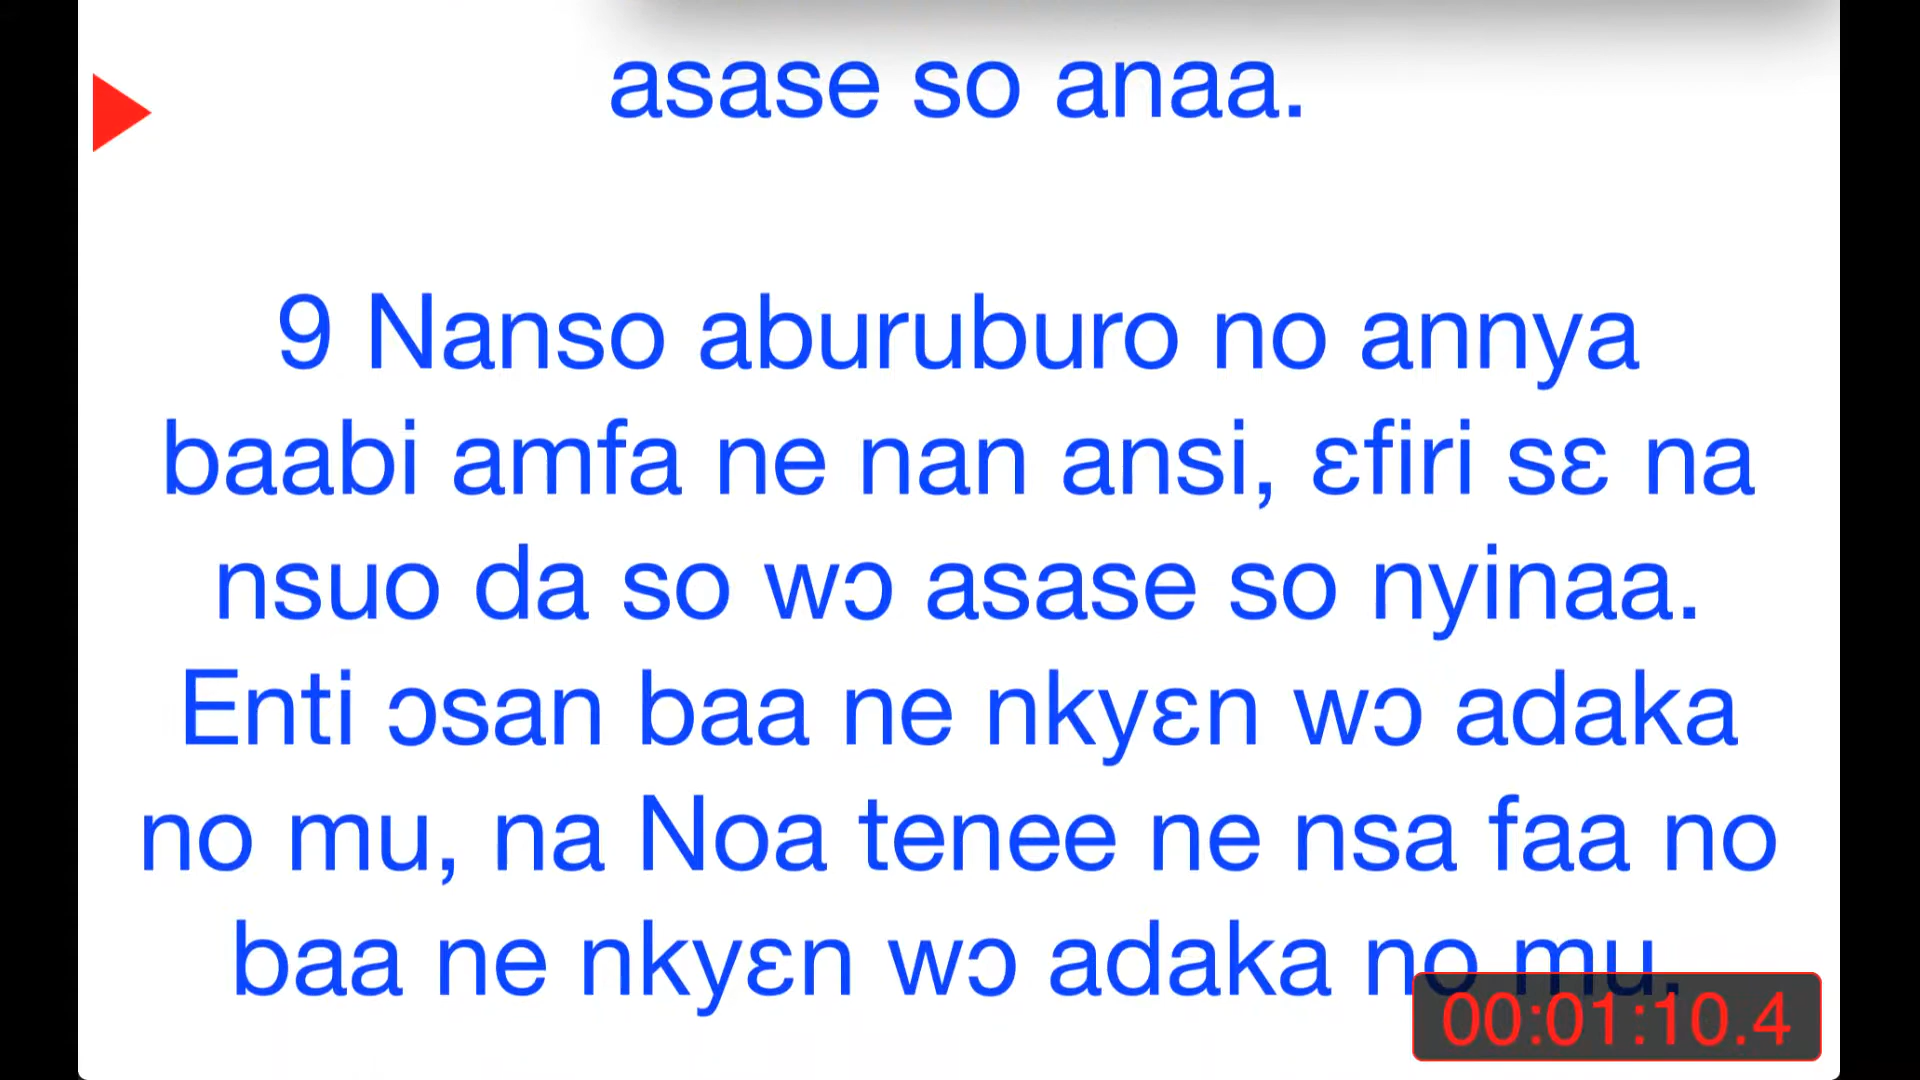 asase so anaa.
9 Nanso aburuburo no annya
baabi amfa ne nan ansi, ɛfiri sɛ na
nsuo da so wɔ asase so nyinaa.
Enti ɔsan baa ne nkyɛn wɔ adaka
no mu, na Noa tenee ne nsa faa no
baa ne nkyɛn wɔ adaka no mu.
00:01:10.4